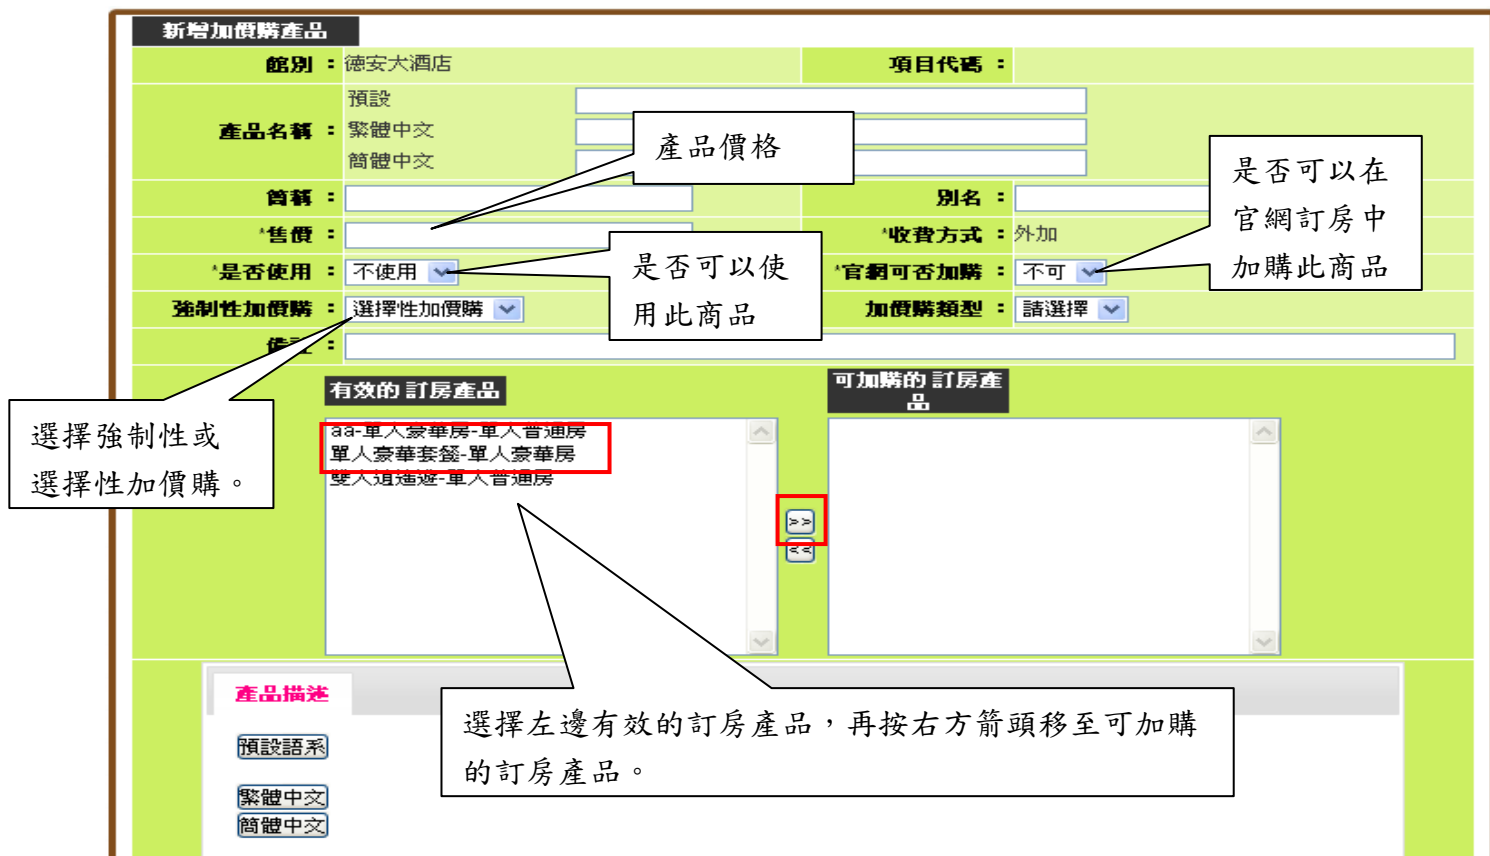 新增加價購產品
館別 : 德安大酒店
項目代碼 :
預設
產品名稱 : 繁體中文
簡體中文
產品價格
是否可以在
官網訂房中
加購此商品
簡稱 :
別名 :
*售價 :
*收費方式 : 外加
*是否使用 : 不使用
是否可以使
用此商品
*官網可否加購 : 不可
強制性加價購 : 選擇性加價購
加價購類型 : 請選擇
備註 :
選擇強制性或
選擇性加價購。
有效的訂房產品
可加購的訂房產
品
aa-單人豪華房-單人普通房
單人豪華套餐-單人豪華房
雙人逍遙遊-單人普通房
>>
<<
選擇左邊有效的訂房產品，再按右方箭頭移至可加購
的訂房產品。
產品描述
預設語系
繁體中文
簡體中文